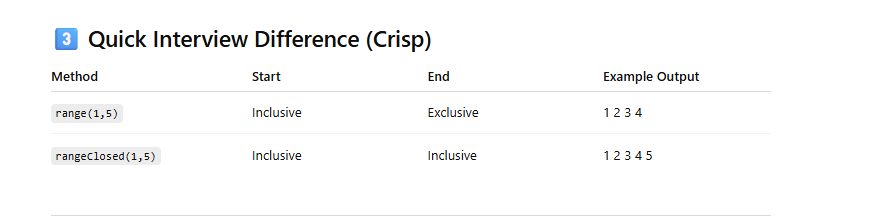 3 Quick Interview Difference (Crisp)
Method Start End Example Output
range(1,5) Inclusive Exclusive 1 2 3 4
rangeClosed(1,5) Inclusive Inclusive 1 2 3 4 5